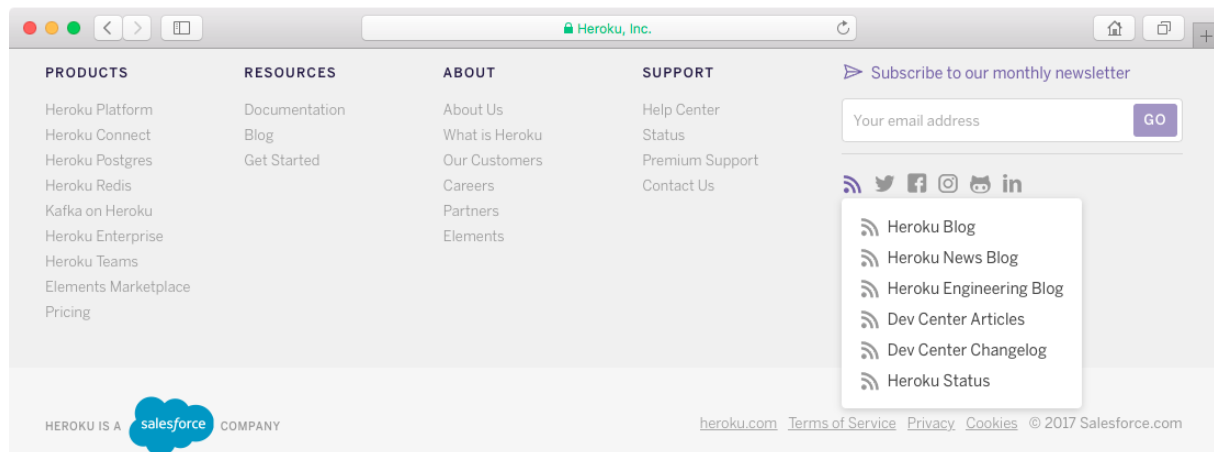 Heroku, Inc.
PRODUCTS
Heroku Platform
Heroku Connect
Heroku Postgres
Heroku Redis
Kafka on Heroku
Heroku Enterprise
Heroku Teams
Elements Marketplace
Pricing
RESOURCES
Documentation
Blog
Get Started
ABOUT
About Us
What is Heroku
Our Customers
Careers
Partners
Elements
SUPPORT
Help Center
Status
Premium Support
Contact Us
Subscribe to our monthly newsletter
Your email address GO
Heroku Blog
Heroku News Blog
Heroku Engineering Blog
Dev Center Articles
Dev Center Changelog
Heroku Status
HEROKU IS A salesforce COMPANY
heroku.com Terms of Service Privacy Cookies © 2017 Salesforce.com